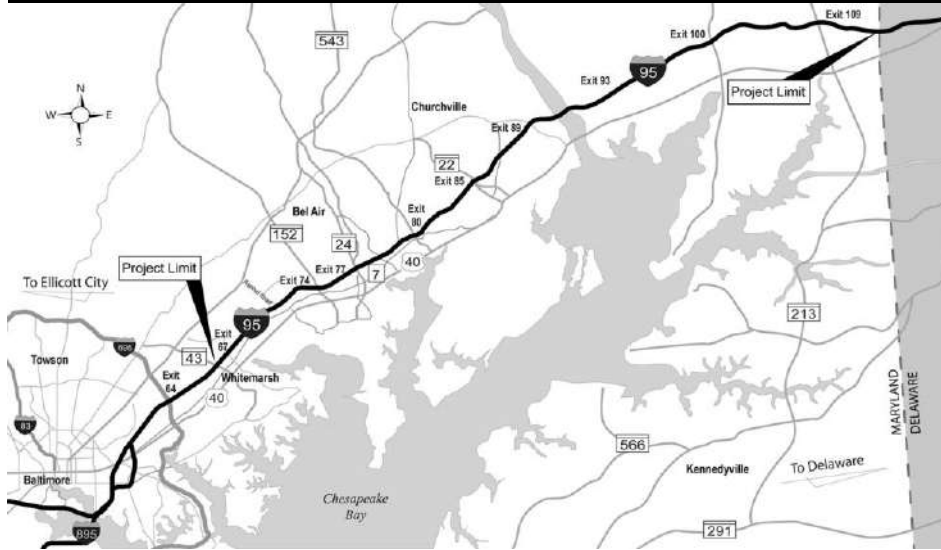 Exit 109
543
Exit 100
95
Exit 93
Project Limit
N
W E
S
Churchville
Exit 89
22
Exit 85
Bel Air
Exit
80
152
24
40
Project Limit
Exit 77
7
To Ellicott City
Exit 74
213
95
Exit
67
43
695
Towson
Whitemarsh
Exit
64
40
MARYLAND
DELAWARE
83
566
Kennedyville
To Delaware
Baltimore
Chesapeake
Bay
895
291